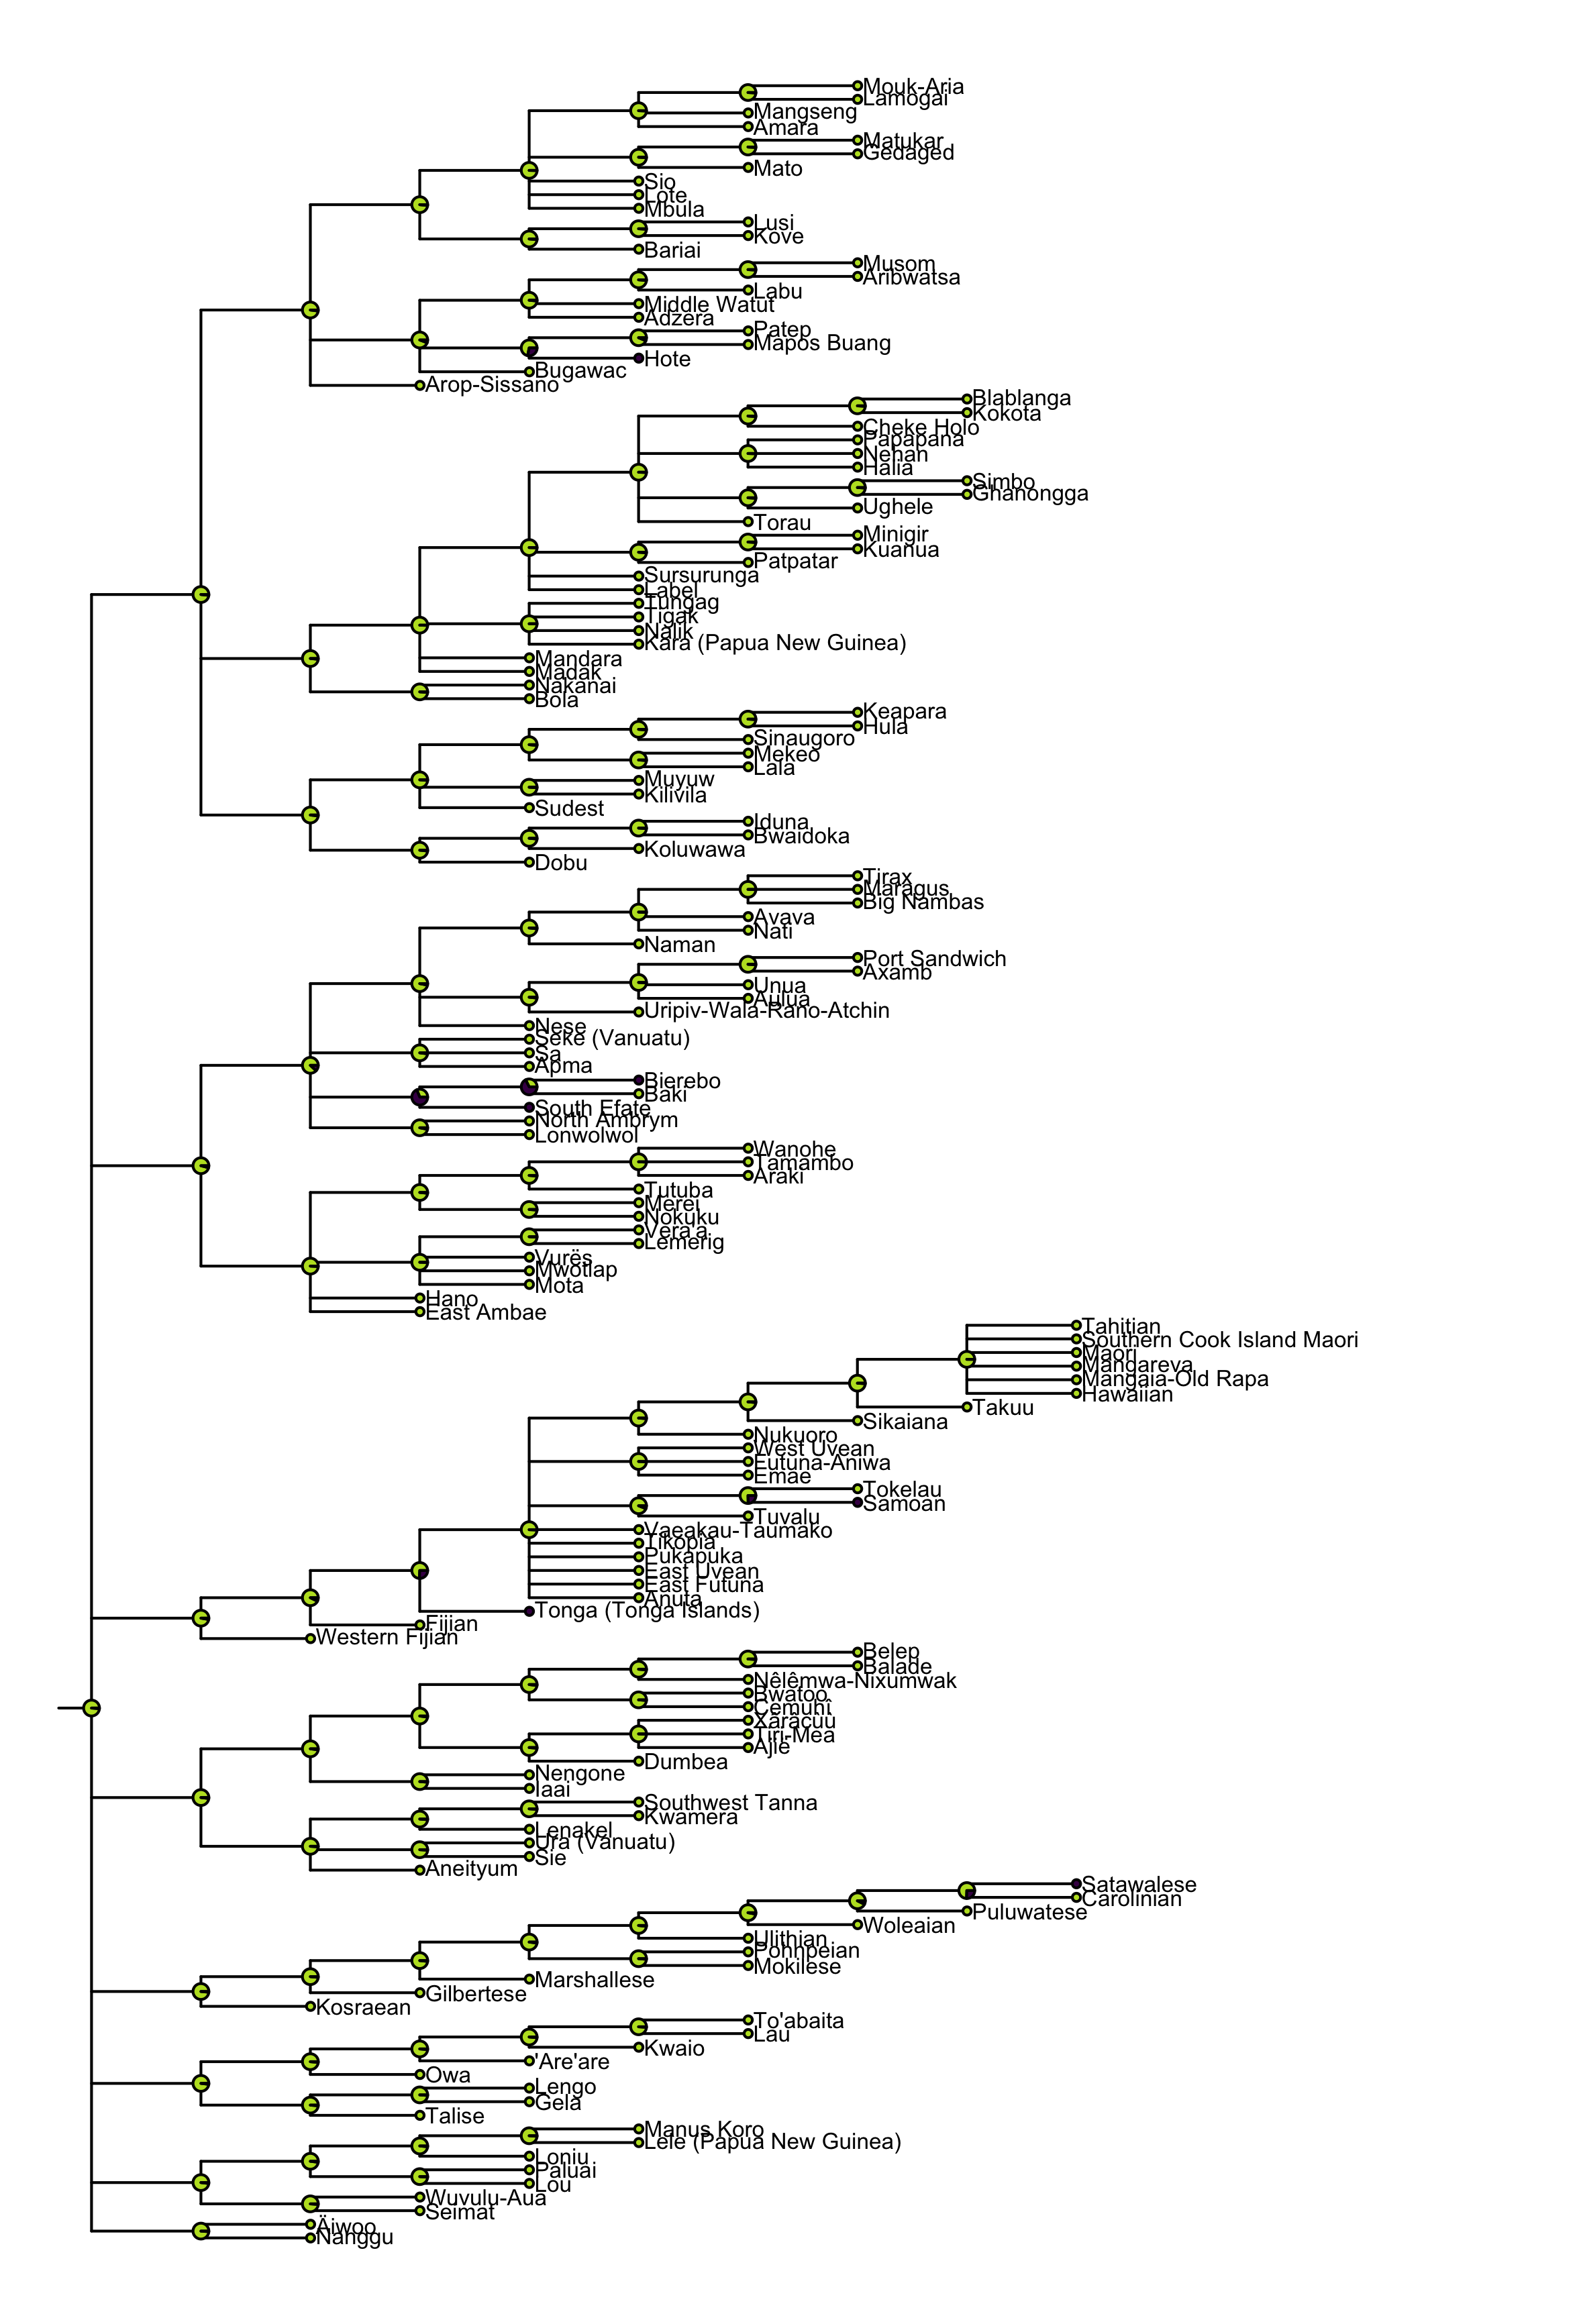 Mouk-Aria
Lamogai
Mangseng
Amara
Matukar
Gedaged
Mato
Sio
Lote
Mbula
Lusi
Kove
Bariai
Musom
Aribwatsa
Labu
Middle Watut
Adzera
Patep
Mapos Buang
Hote
Bugawac
Arop-Sissano
Blablanga
Kokota
Cheke Holo
Papapana
Nehan
Halia
Simbo
Ghanongga
Ughele
Torau
Minigir
Kuanua
Patpatar
Sursurunga
Label
Tungag
Tigak
Nalik
Kara (Papua New Guinea)
Mandara
Madak
Nakanai
Bola
Keapara
Hula
Sinaugoro
Mekeo
Lala
Muyuw
Kilivila
Sudest
Iduna
Bwaidoka
Koluwawa
Dobu
Tirax
Maragus
Big Nambas
Avava
Nati
Naman
Port Sandwich
Axamb
Unua
Aulua
Uripiv-Wala-Rano-Atchin
Nese
Seke (Vanuatu)
Sa
Apma
Bierebo
Baki
South Efate
North Ambrym
Lonwolwol
Wanohe
Tamambo
Araki
Tutuba
Merei
Nokuku
Vera'a
Lemerig
Vurës
Mwotlap
Mota
Hano
East Ambae
Tahitian
Southern Cook Island Maori
Maori
Mangareva
Mangaia-Old Rapa
Hawaiian
Takuu
Sikaiana
Nukuoro
West Uvean
Futuna-Aniwa
Emae
Tokelau
Samoan
Tuvalu
Vaeakau-Taumako
Tikopia
Pukapuka
East Uvean
East Futuna
Anuta
Tonga (Tonga Islands)
Fijian
Western Fijian
Belep
Balade
Nêlêmwa-Nixumwak
Bwatoo
Cemuhî
Xârâcùù
Tiri-Mea
Ajië
Dumbea
Nengone
Iaai
Southwest Tanna
Kwamera
Lenakel
Ura (Vanuatu)
Sie
Aneityum
Satawalese
Carolinian
Puluwatese
Woleaian
Ulithian
Pohnpeian
Mokilese
Marshallese
Gilbertese
Kosraean
To'abaita
Lau
Kwaio
'Are'are
Owa
Lengo
Gela
Talise
Manus Koro
Lele (Papua New Guinea)
Loniu
Paluai
Lou
Wuvulu-Aua
Seimat
Äiwoo
Nanggu